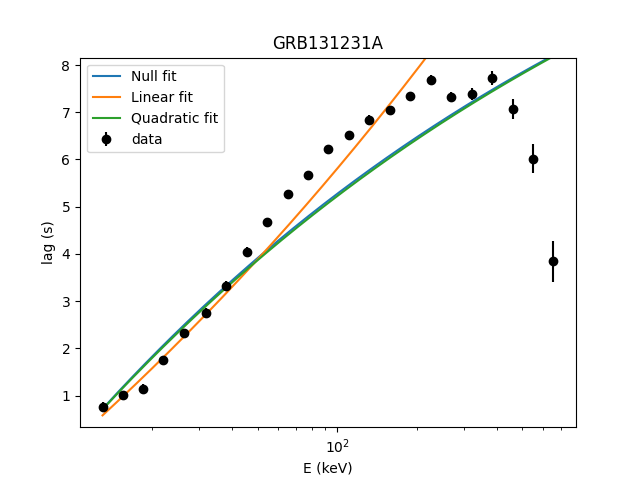 GRB131231A
8
7
6
5
4
3
2
1
lag (s)
Null fit
Linear fit
Quadratic fit
data
10²
E (keV)